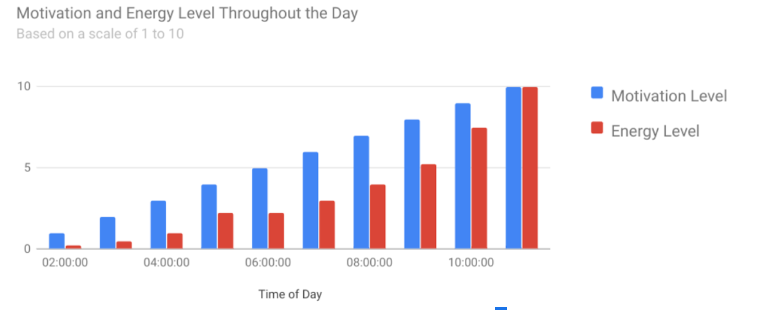 Motivation and Energy Level Throughout the Day
Based on a scale of 1 to 10
10
5
0
Motivation Level
Energy Level
02:00:00 04:00:00 06:00:00 08:00:00 10:00:00
Time of Day